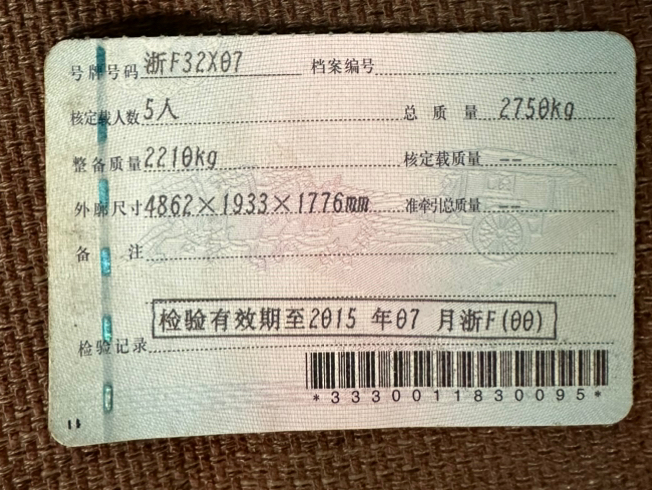 号牌号码 浙F32X07 档案编号
核定载人数 5人 总质量 2750kg
整备质量 2210kg 核定载质量 --
外廓尺寸 4862×1933×1776mm 准牵引总质量 --
备注
检验有效期至2015 年07 月浙F(00)
检验记录
*3330011830095*